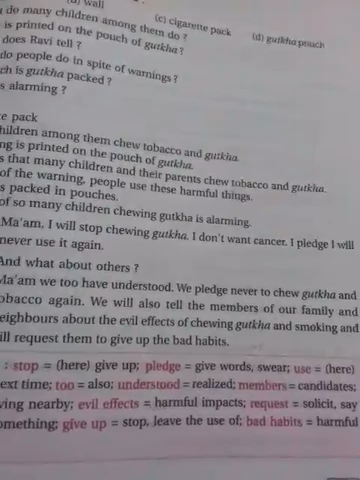 (d) wall
do many children among them do ?
(c) cigarette pack
(d) gutkha pouch
is printed on the pouch of gutkha ?
does Ravi tell ?
do people do in spite of warnings ?
ch is gutkha packed ?
s alarming ?
e pack
hildren among them chew tobacco and gutkha.
ng is printed on the pouch of gutkha.
s that many children and their parents chew tobacco and gutkha.
of the warning, people use these harmful things.
s packed in pouches.
of so many children chewing gutkha is alarming.
Ma'am, I will stop chewing gutkha. I don't want cancer. I pledge I will
never use it again.
And what about others ?
Ma'am we too have understood. We pledge never to chew gutkha and
obacco again. We will also tell the members of our family and
eighbours about the evil effects of chewing gutkha and smoking and
ill request them to give up the bad habits.
: stop = (here) give up; pledge = give words, swear; use = (here)
ext time; too = also; understood = realized; members = candidates;
ving nearby; evil effects = harmful impacts; request = solicit, say
omething; give up = stop, leave the use of; bad habits = harmful